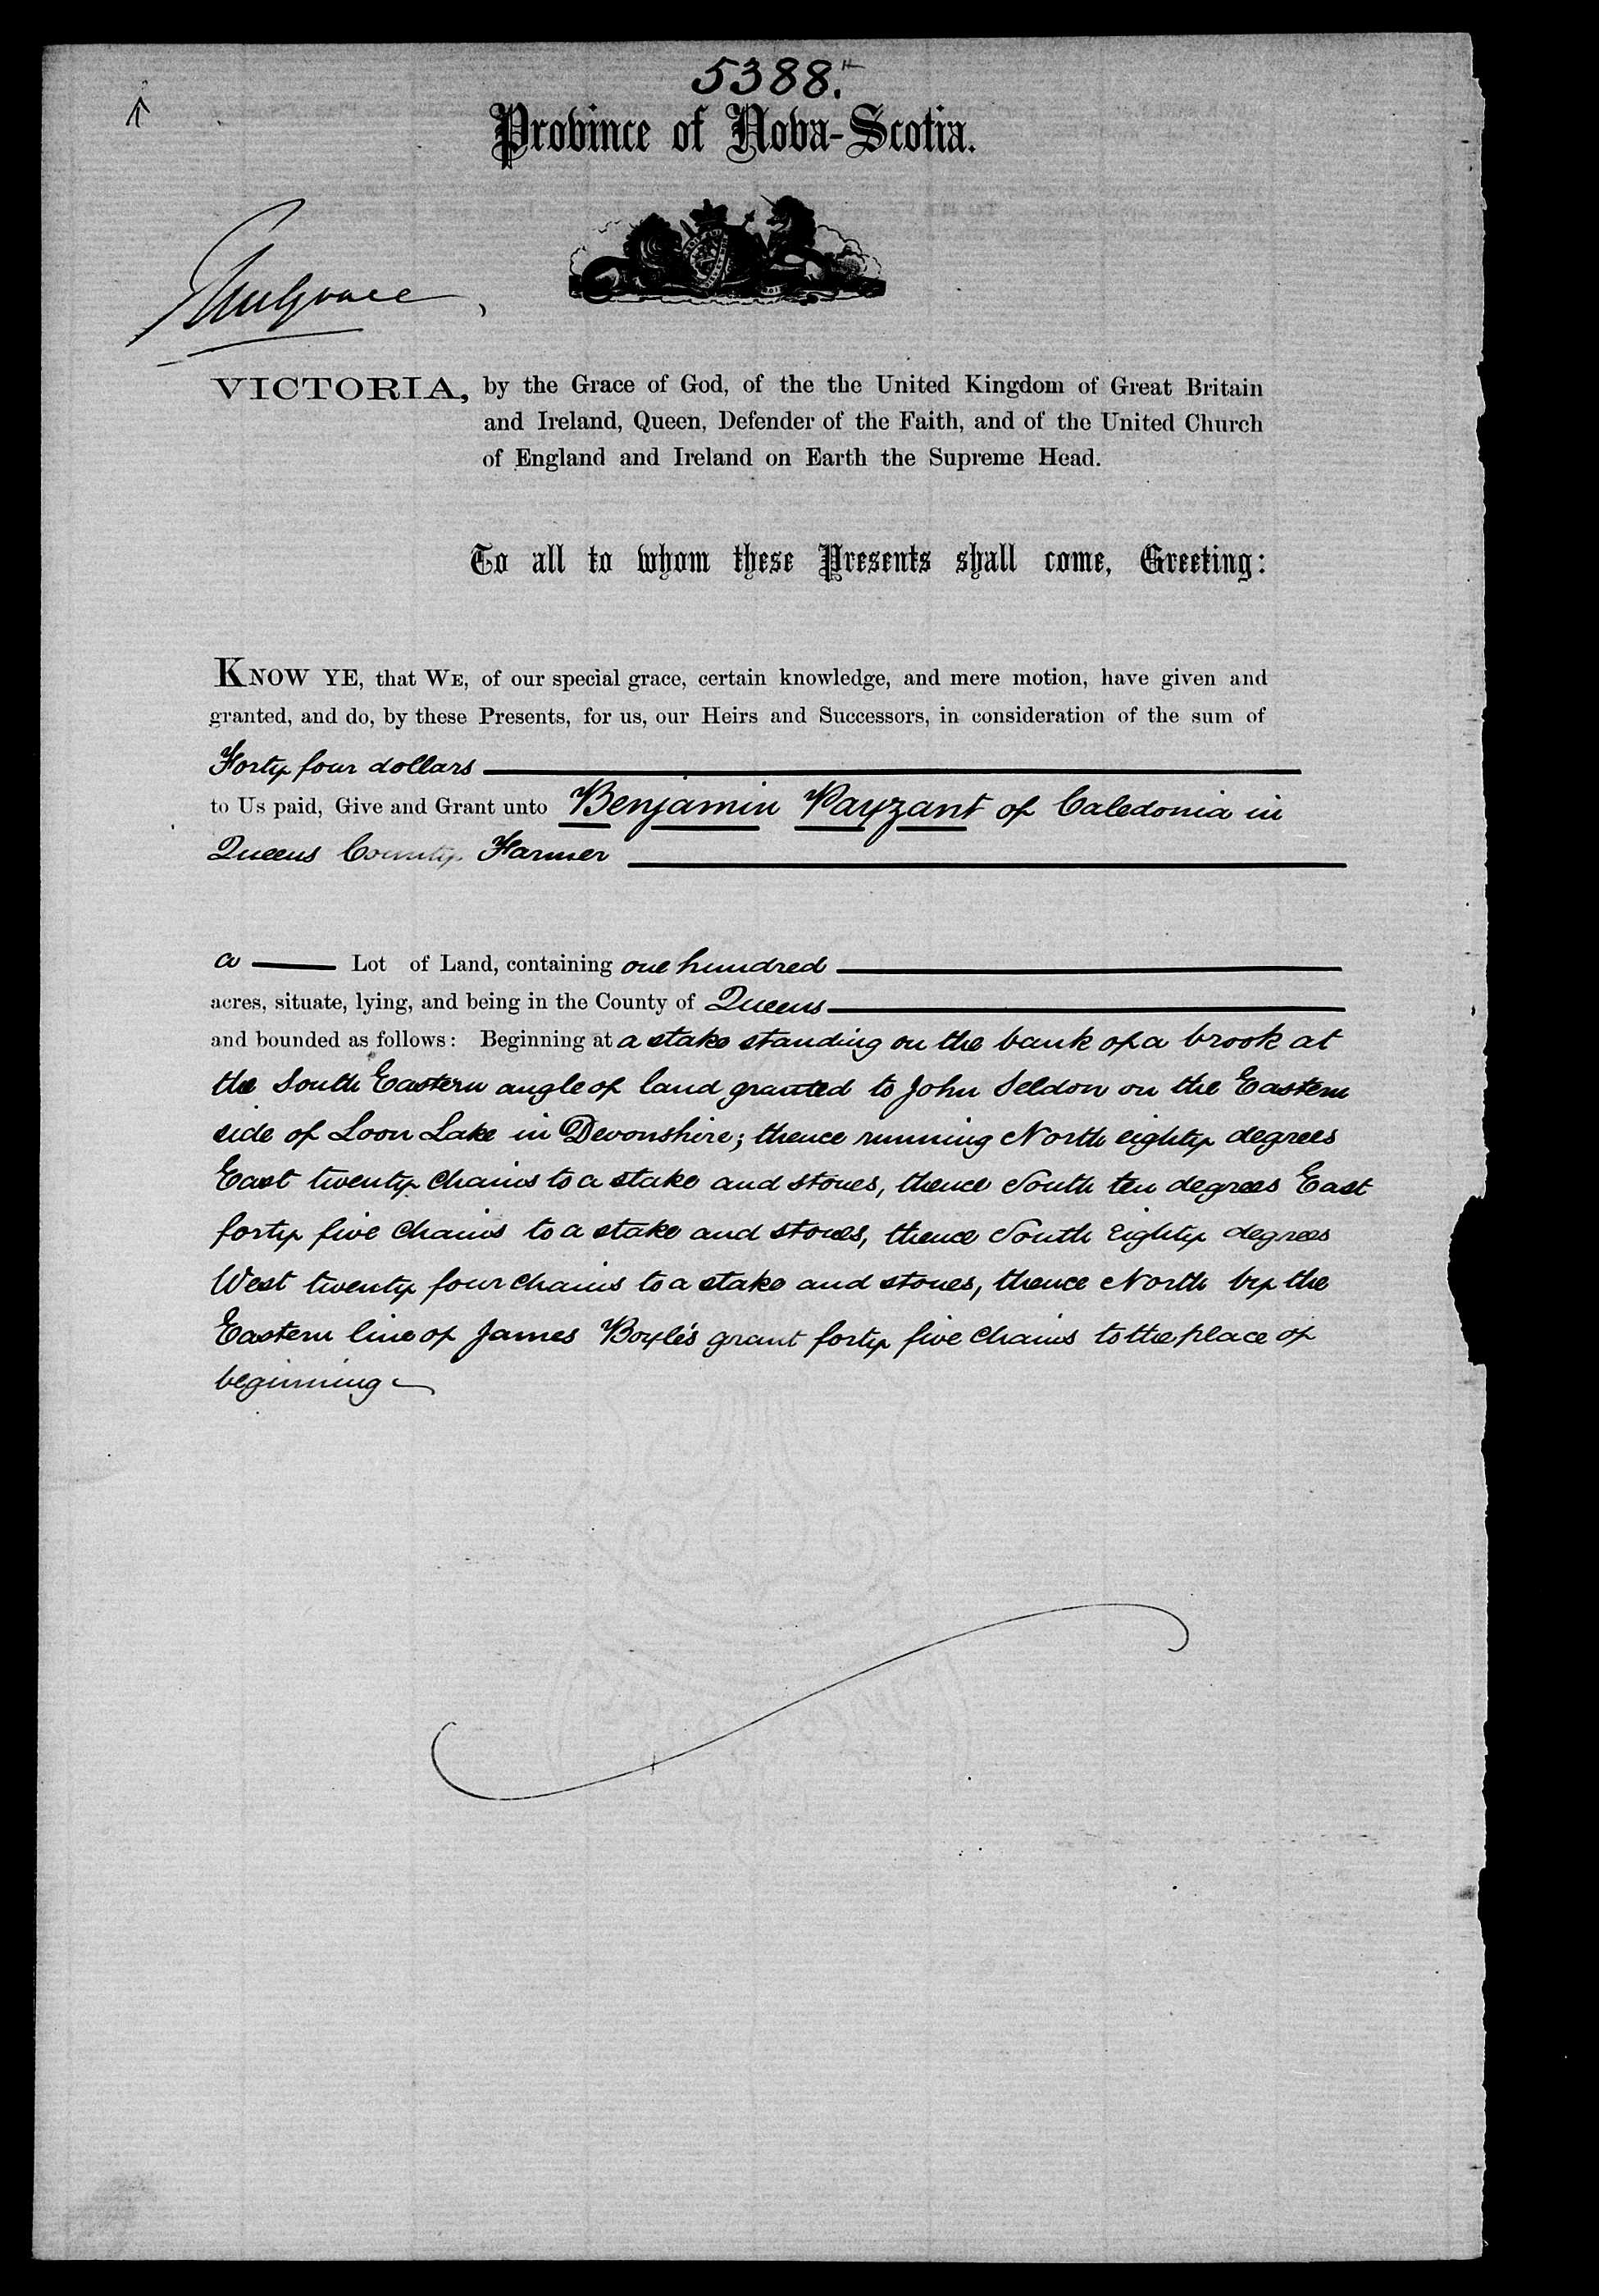 5388.
Province of Nova-Scotia.
Mulgrave
VICTORIA, by the Grace of God, of the the United Kingdom of Great Britain
and Ireland, Queen, Defender of the Faith, and of the United Church
of England and Ireland on Earth the Supreme Head.
To all to whom these Presents shall come, Greeting:
KNOW YE, that WE, of our special grace, certain knowledge, and mere motion, have given and
granted, and do, by these Presents, for us, our Heirs and Successors, in consideration of the sum of
Forty four dollars
to Us paid, Give and Grant unto Benjamin Payzant of Caledonia in
Queens County Farmer
a Lot of Land, containing one hundred
acres, situate, lying, and being in the County of Queens
and bounded as follows: Beginning at a stake standing on the bank of a brook at
the South Eastern angle of land granted to John Seldon on the Eastern
side of Loon Lake in Devonshire; thence running North eighty degrees
East twenty chains to a stake and stones, thence South ten degrees East
forty five chains to a stake and stones, thence South Eighty degrees
West twenty four chains to a stake and stones, thence North by the
Eastern line of James Boyle's grant forty five chains to the place of
beginning